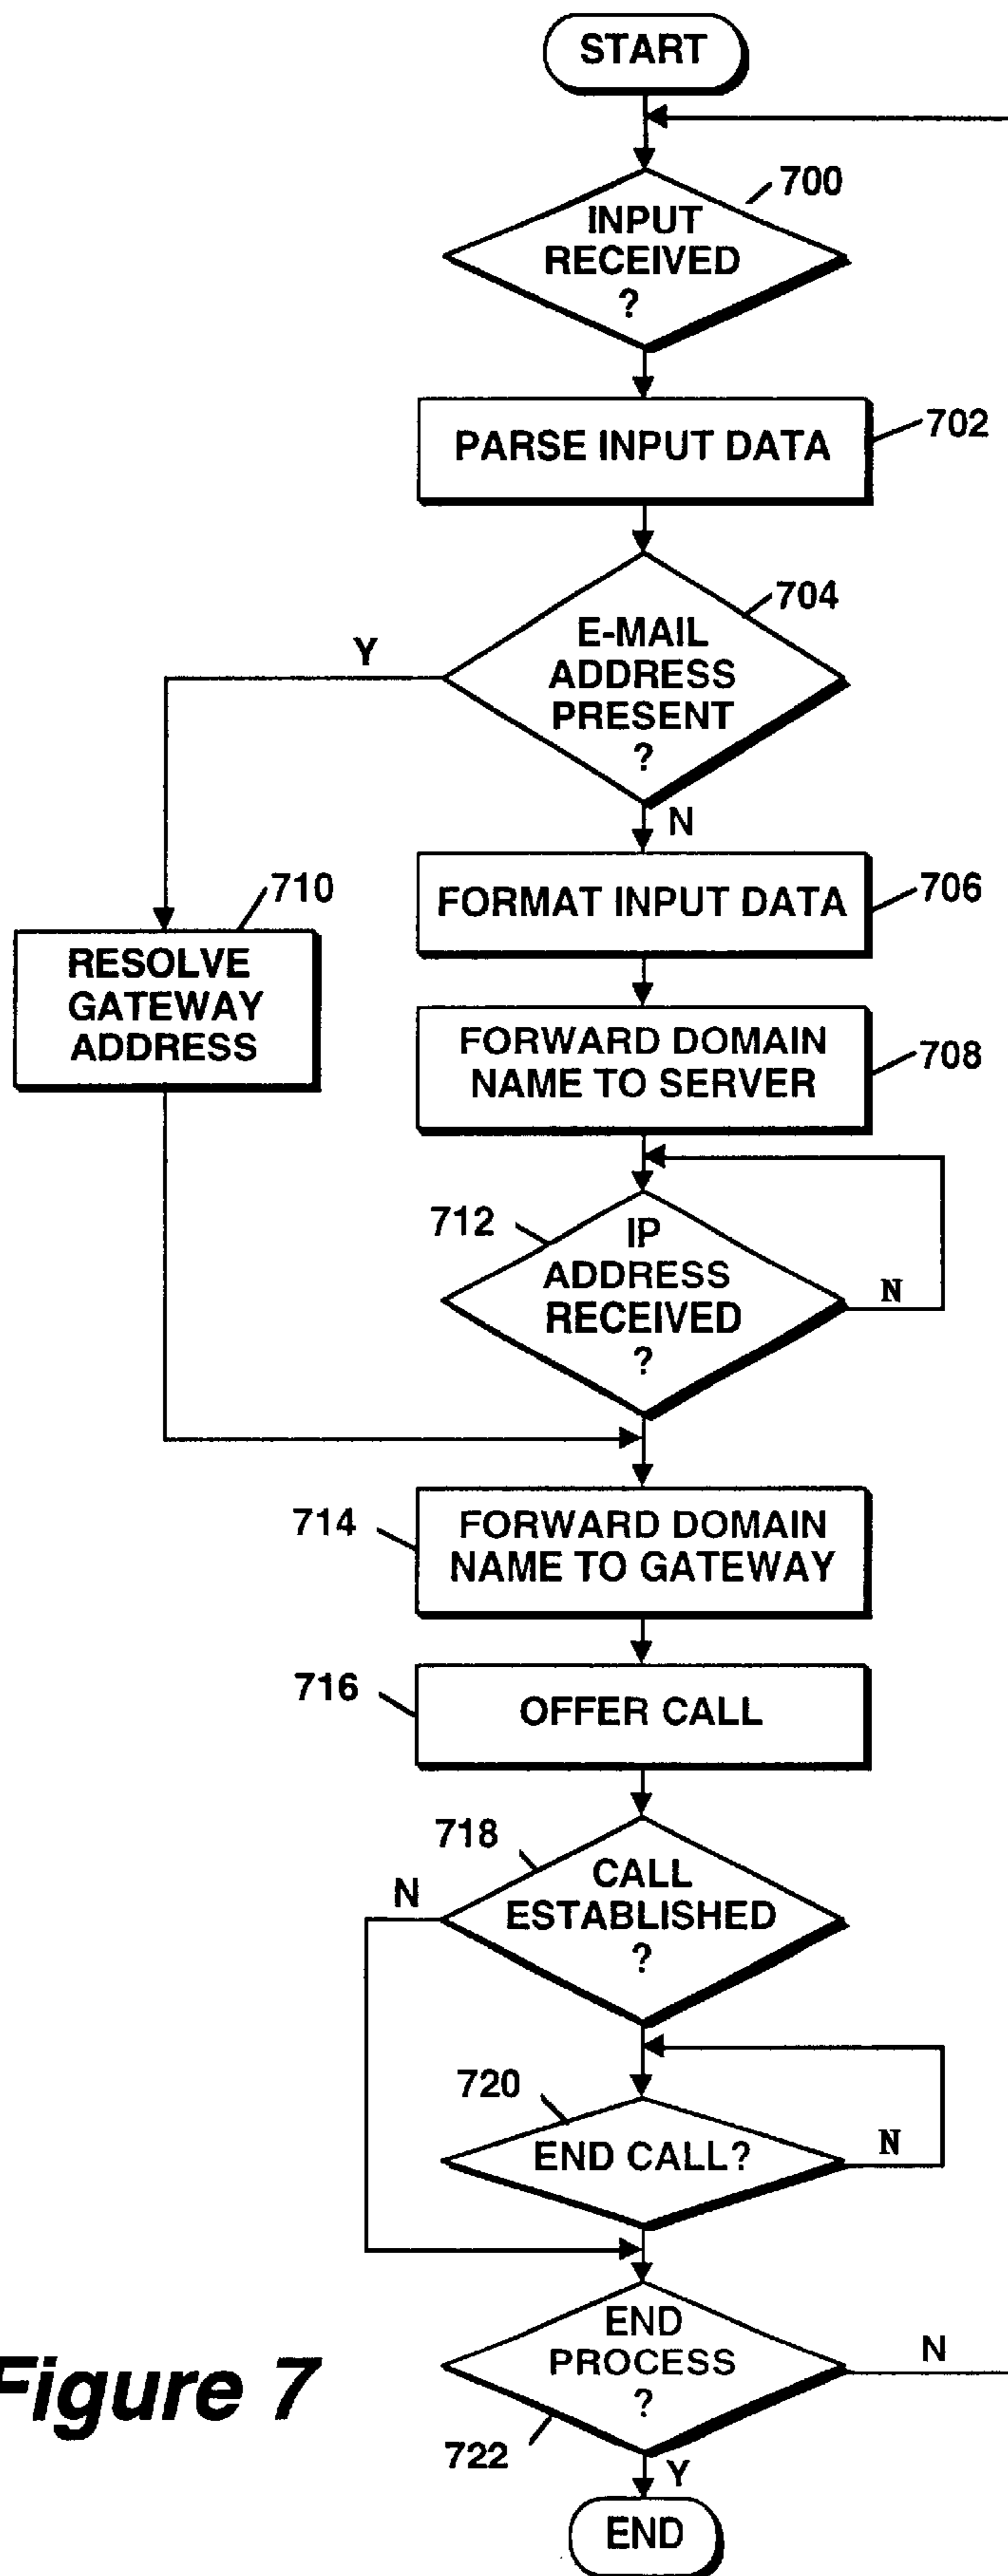 START
700
INPUT
RECEIVED
?
PARSE INPUT DATA
702
704
E-MAIL
ADDRESS
PRESENT
?
Y
N
710
RESOLVE
GATEWAY
ADDRESS
FORMAT INPUT DATA
706
FORWARD DOMAIN
NAME TO SERVER
708
712
IP
ADDRESS
RECEIVED
?
N
714
FORWARD DOMAIN
NAME TO GATEWAY
716
OFFER CALL
718
CALL
ESTABLISHED
?
N
720
END CALL?
N
END
PROCESS
?
N
722
Y
END
Figure 7